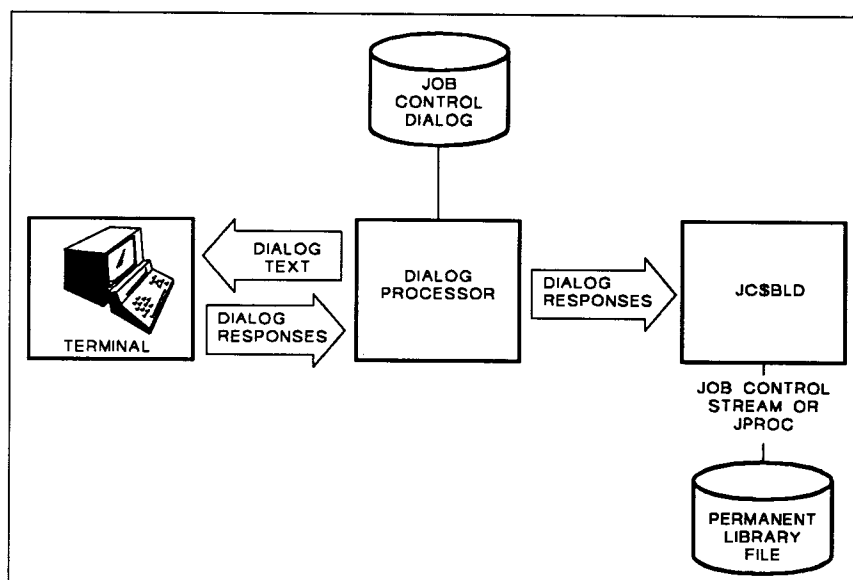 JOB
CONTROL
DIALOG
DIALOG
TEXT
DIALOG
RESPONSES
TERMINAL
DIALOG
PROCESSOR
DIALOG
RESPONSES
JC$BLD
JOB CONTROL
STREAM OR
JPROC
PERMANENT
LIBRARY
FILE